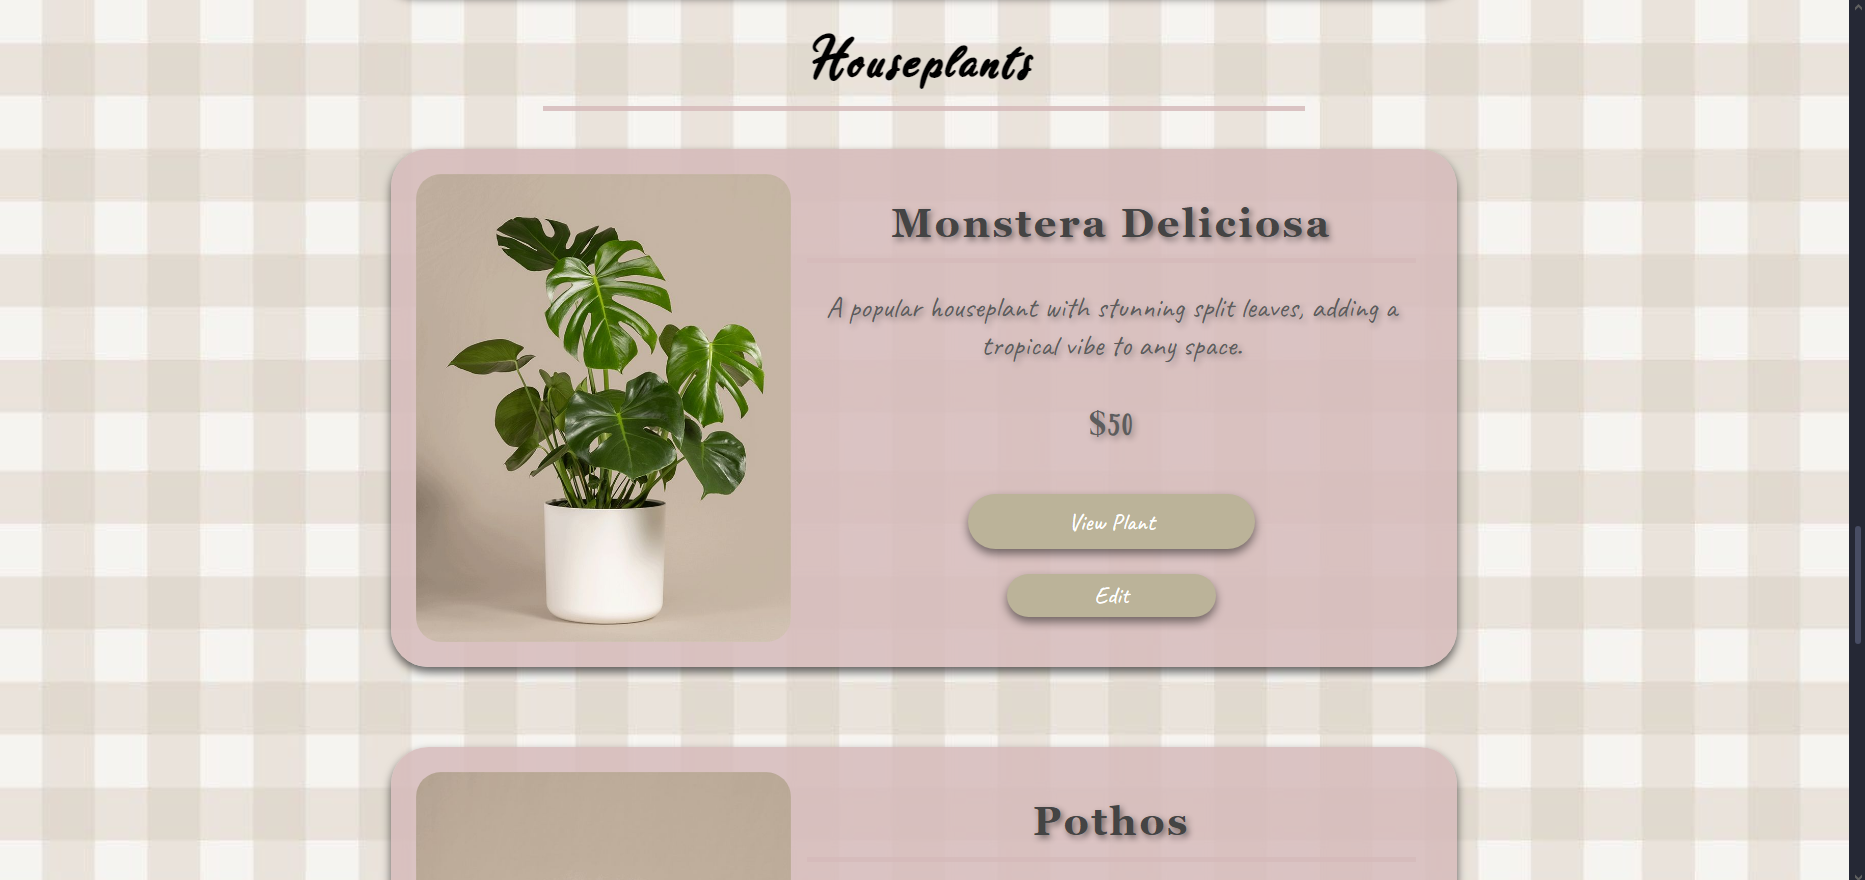 Houseplants
Monstera Deliciosa
A popular houseplant with stunning split leaves, adding a
tropical vibe to any space.
$50
View Plant
Edit
Pothos